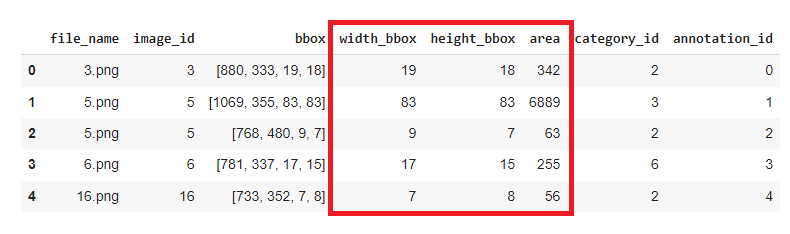 file_name image_id bbox width_bbox height_bbox area category_id annotation_id
0 3.png 3 [880, 333, 19, 18] 19 18 342 2 0
1 5.png 5 [1069, 355, 83, 83] 83 83 6889 3 1
2 5.png 5 [768, 480, 9, 7] 9 7 63 2 2
3 6.png 6 [781, 337, 17, 15] 17 15 255 6 3
4 16.png 16 [733, 352, 7, 8] 7 8 56 2 4